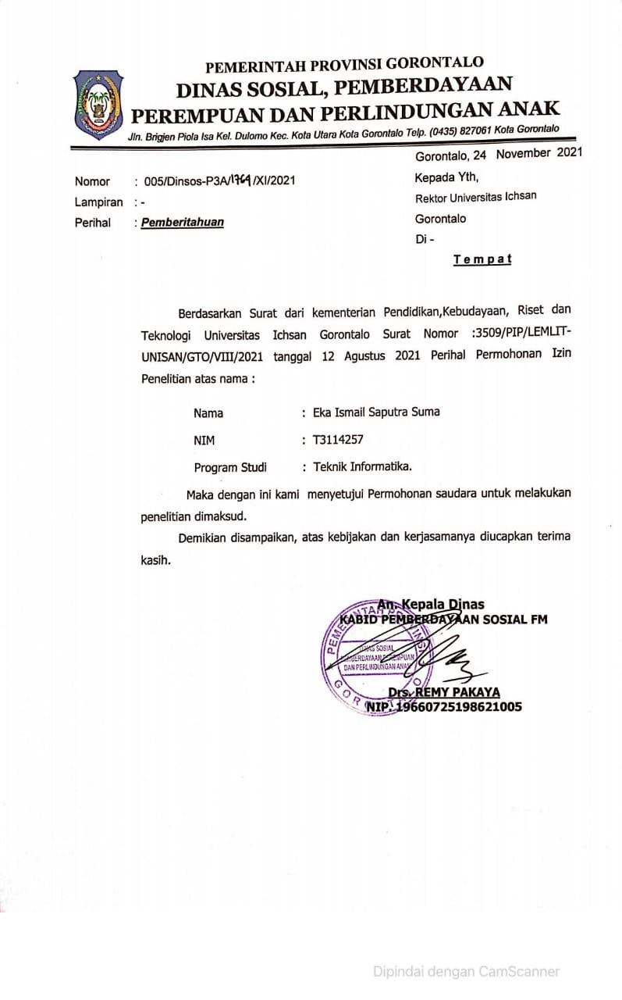 PEMERINTAH PROVINSI GORONTALO
DINAS SOSIAL, PEMBERDAYAAN
PEREMPUAN DAN PERLINDUNGAN ANAK
Jln. Brigjen Piola Isa Kel. Dulomo Kec. Kota Utara Kota Gorontalo Telp. (0435) 827061 Kota Gorontalo
Gorontalo, 24 November 2021
Nomor : 005/Dinsos-P3A/1769/XI/2021
Lampiran : -
Perihal : Pemberitahuan
Kepada Yth,
Rektor Universitas Ichsan
Gorontalo
Di -
Tempat
Berdasarkan Surat dari kementerian Pendidikan,Kebudayaan, Riset dan
Teknologi Universitas Ichsan Gorontalo Surat Nomor :3509/PIP/LEMLIT-
UNISAN/GTO/VIII/2021 tanggal 12 Agustus 2021 Perihal Permohonan Izin
Penelitian atas nama :
Nama : Eka Ismail Saputra Suma
NIM : T3114257
Program Studi : Teknik Informatika.
Maka dengan ini kami menyetujui Permohonan saudara untuk melakukan
penelitian dimaksud.
Demikian disampaikan, atas kebijakan dan kerjasamanya diucapkan terima
kasih.
An. Kepala Dinas
KABID PEMBERDAYAAN SOSIAL FM
DINAS SOSIAL
DAN PERLINDUNGAN ANAK
GORONTALO
Drs. REMY PAKAYA
NIP. 19660725198621005
Dipindai dengan CamScanner